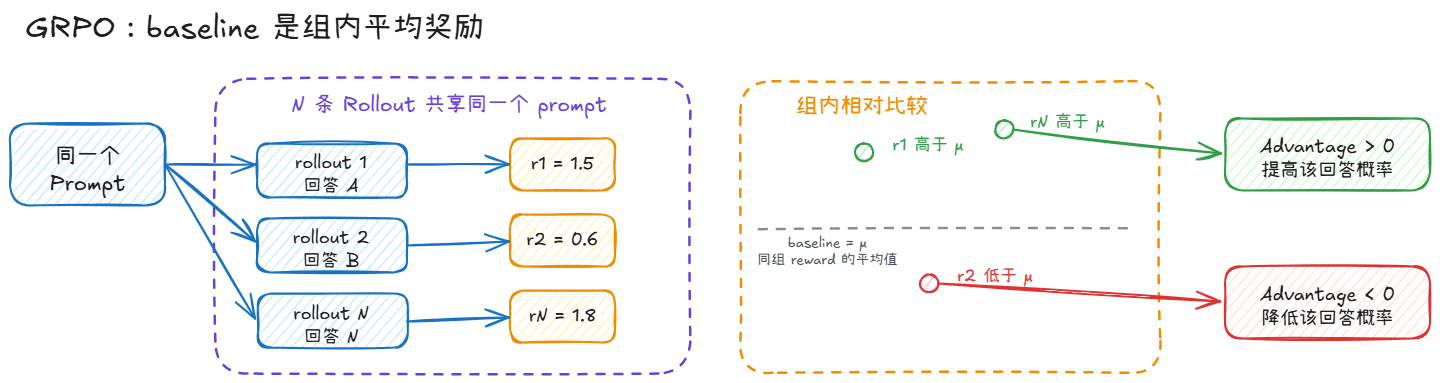 GRPO：baseline 是组内平均奖励
同一个
Prompt
N 条 Rollout 共享同一个 prompt
rollout 1
回答 A
r1 = 1.5
rollout 2
回答 B
r2 = 0.6
rollout N
回答 N
rN = 1.8
组内相对比较
r1 高于 μ
rN 高于 μ
baseline = μ
同组 reward 的平均值
r2 低于 μ
Advantage > 0
提高该回答概率
Advantage < 0
降低该回答概率